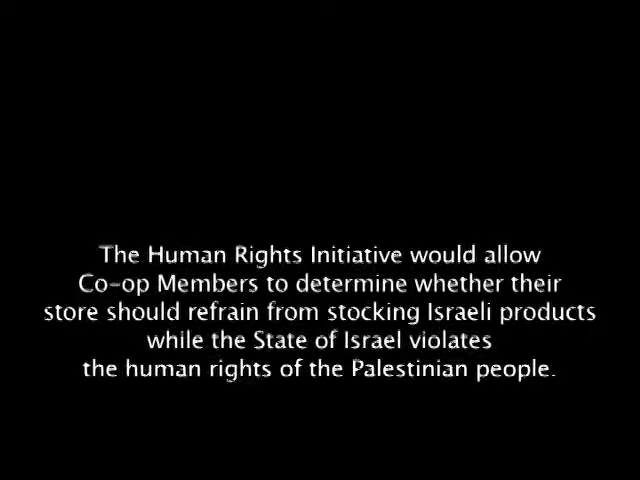 The Human Rights Initiative would allow
Co-op Members to determine whether their
store should refrain from stocking Israeli products
while the State of Israel violates
the human rights of the Palestinian people.